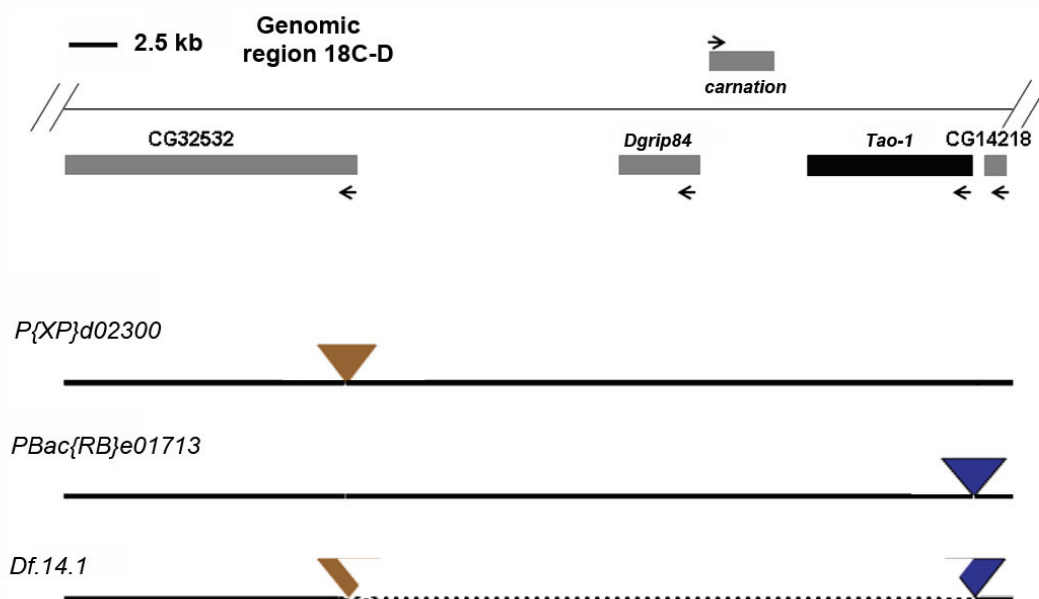 2.5 kb
Genomic
region 18C-D
carnation
CG32532
Dgrip84
Tao-1
CG14218
P{XP}d02300
PBac{RB}e01713
Df.14.1